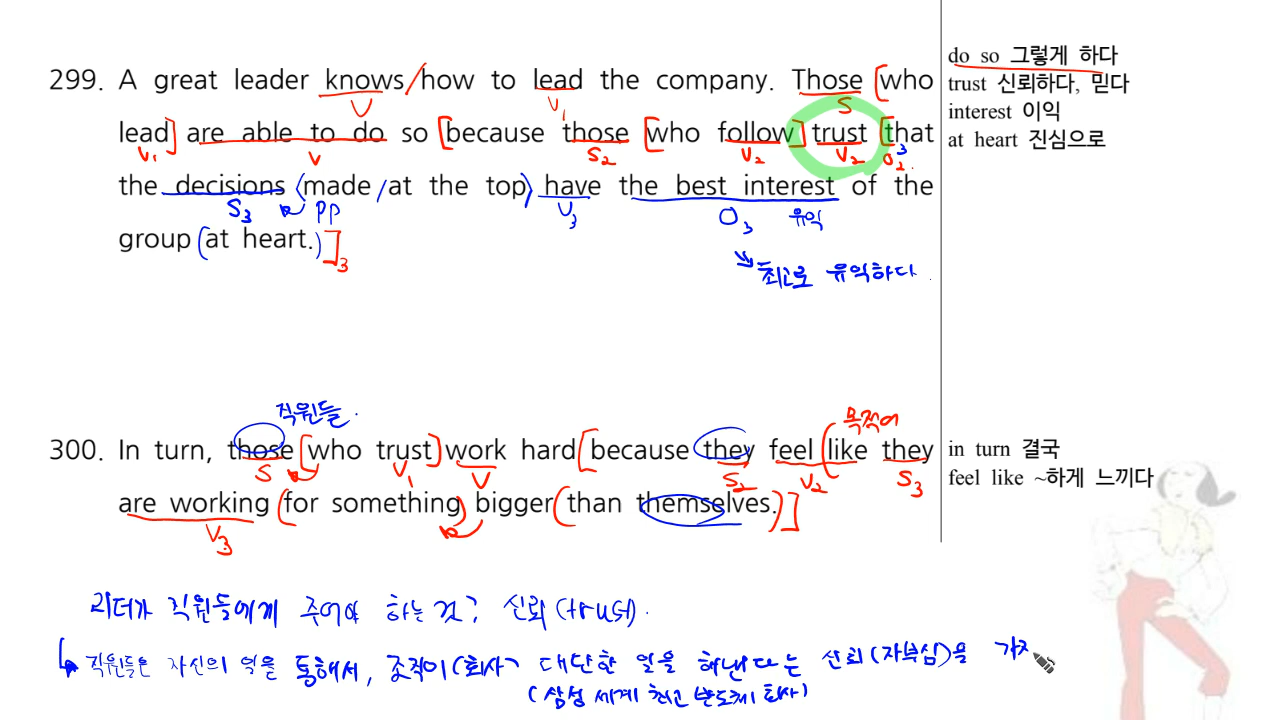 299. A great leader knows how to lead the company. Those who
lead are able to do so because those who follow trust that
the decisions made at the top have the best interest of the
group at heart.
V
V₁
S
V₁
V
S₂
V₂
V₂
O₂
3
S₃
PP
V₃
O₃ 유익
3
최고로 유익하다.
do so 그렇게 하다
trust 신뢰하다, 믿다
interest 이익
at heart 진심으로
직원들.
목적어
300. In turn, those who trust work hard because they feel like they
are working for something bigger than themselves.
S
V₁
V
S₂
V₂
S₃
V₃
in turn 결국
feel like ~하게 느끼다
리더가 직원들에게 주어야 하는 것? 신뢰 (trust).
직원들은 자신의 일을 통해서, 조직이 (회사가 대단한 일을 해낸다는 신뢰(자부심)을 가지
(삼성 세계 최고 반도체 회사)